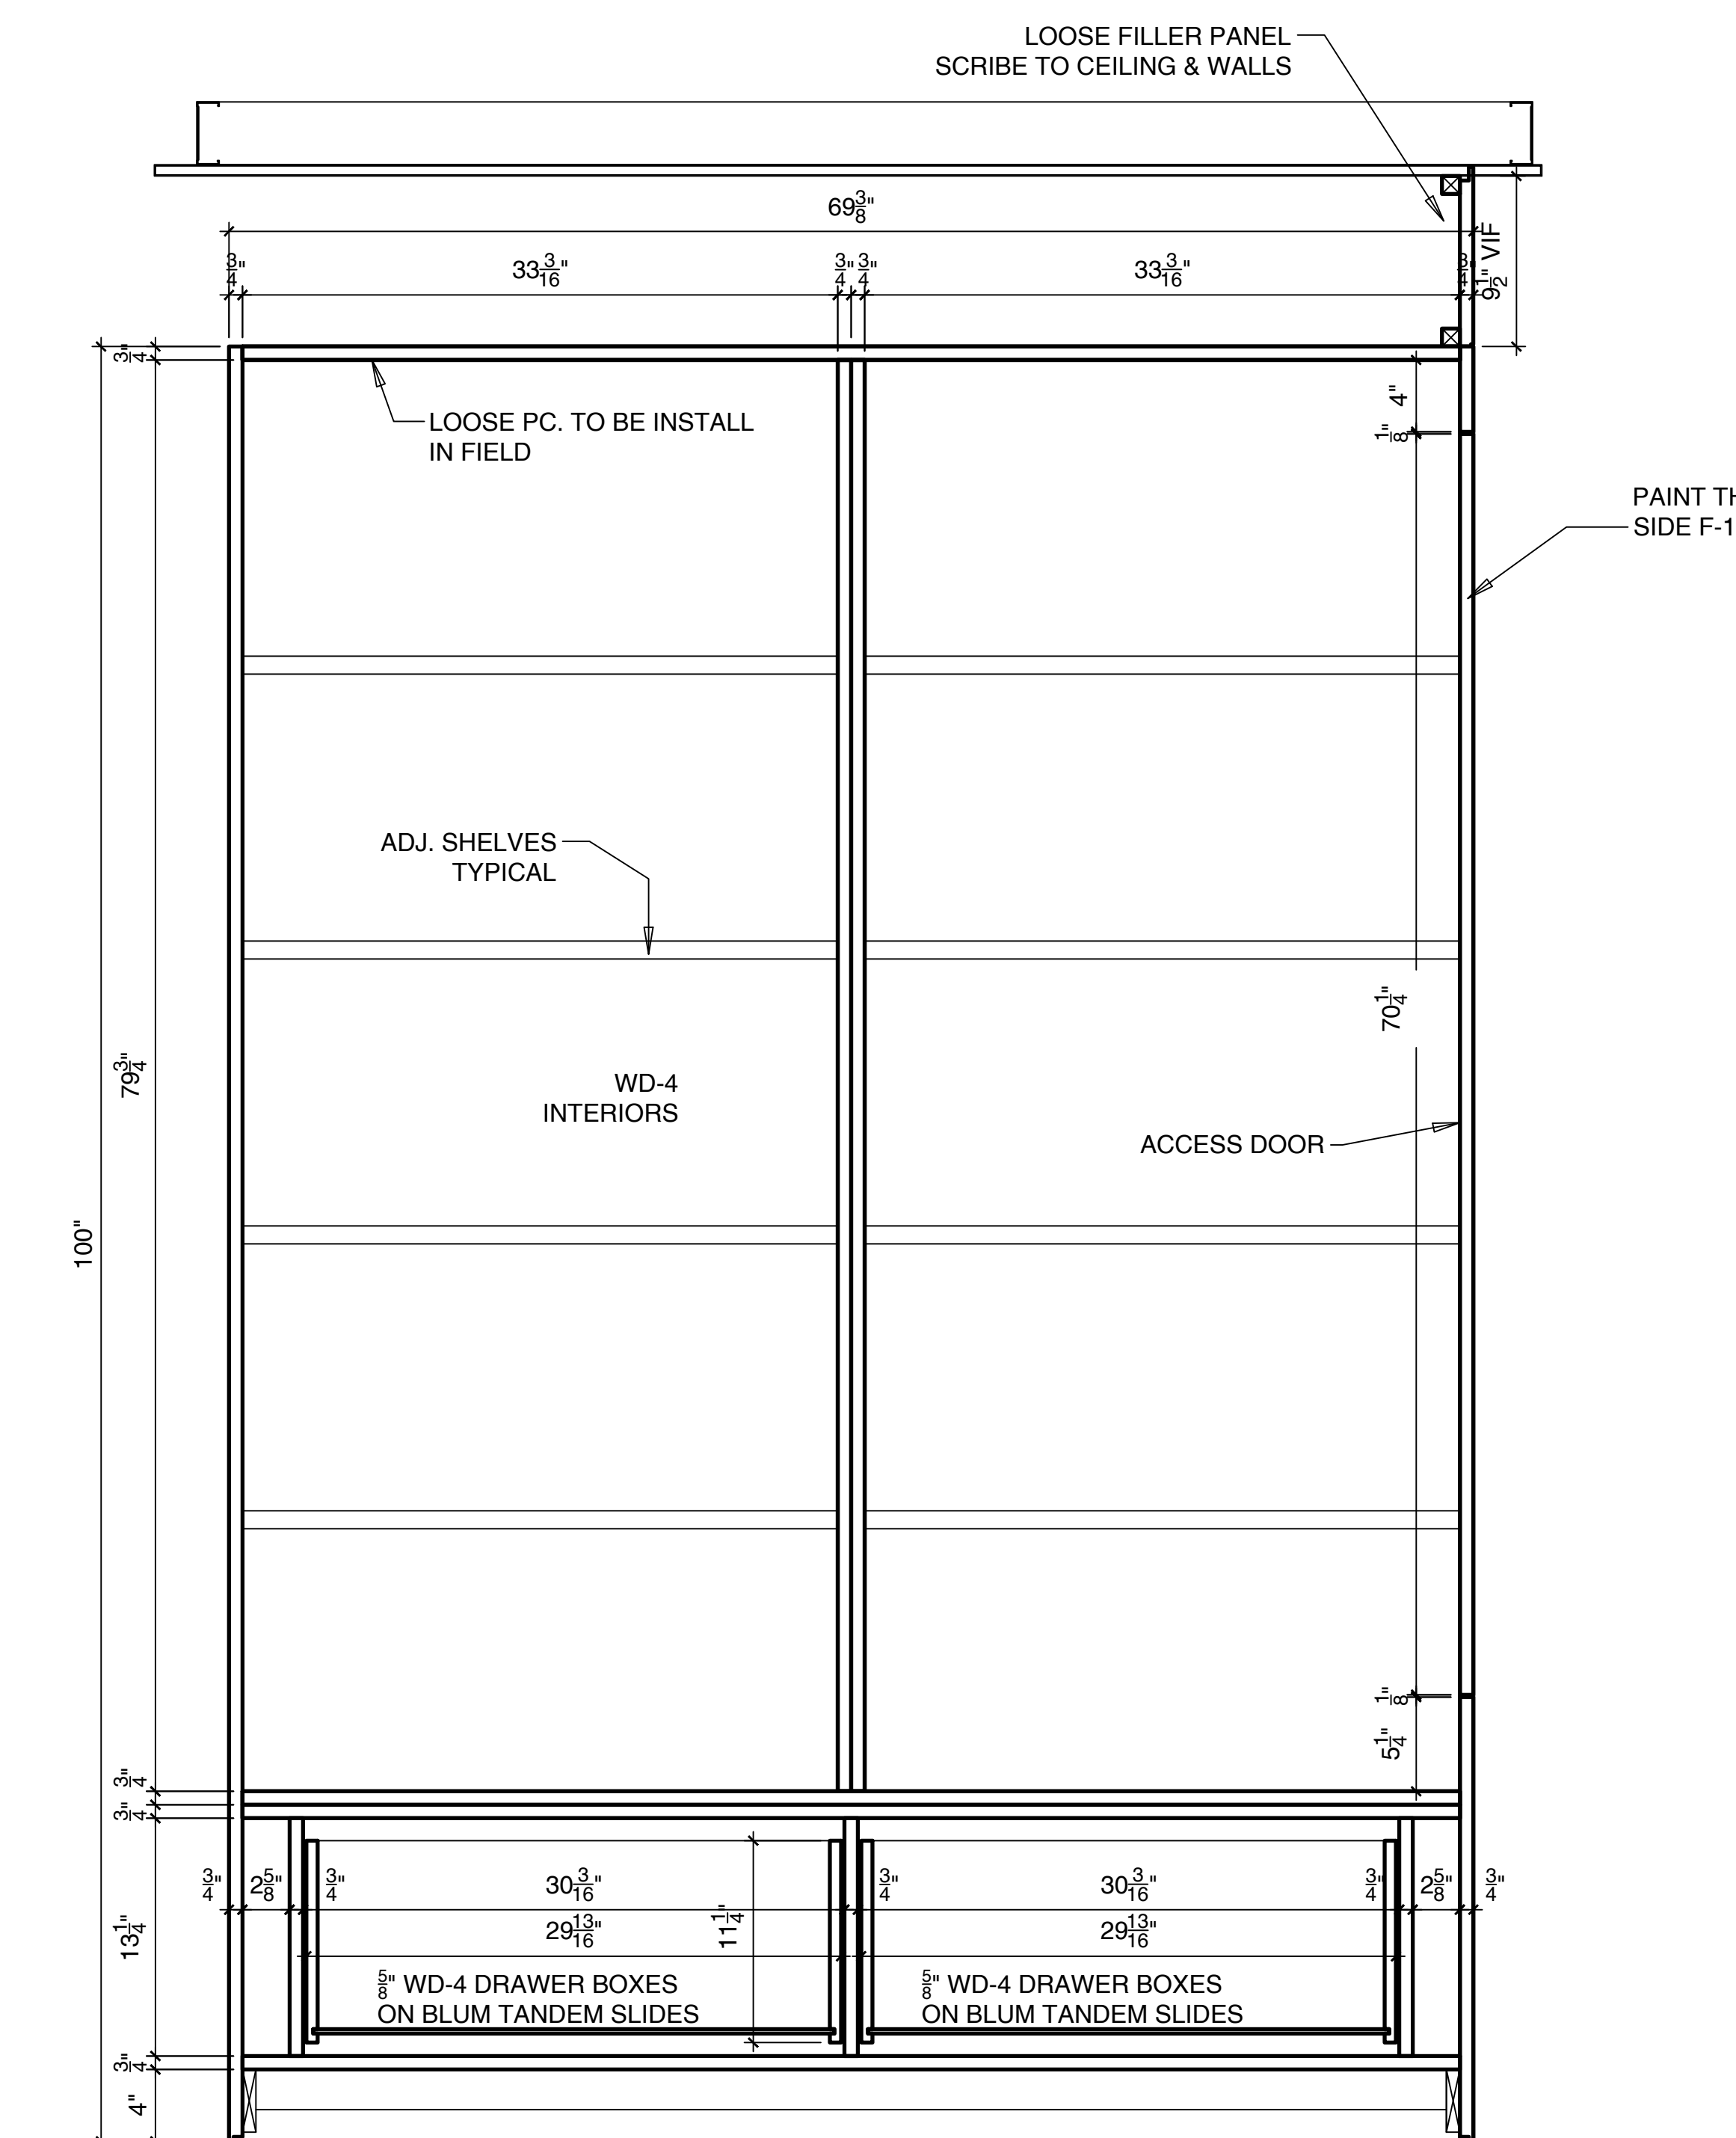 LOOSE FILLER PANEL
SCRIBE TO CEILING & WALLS
69 3/8"
3/4"
33 3/16"
3/4"
3/4"
33 3/16"
3/4"
9 1/2" VIF
3/4"
4"
LOOSE PC. TO BE INSTALL
IN FIELD
1/8"
PAINT TH
SIDE F-1
ADJ. SHELVES
TYPICAL
70 1/4"
79 3/4"
WD-4
INTERIORS
ACCESS DOOR
100"
1/8"
5 1/4"
3/4"
3/4"
3/4"
2 5/8"
3/4"
30 3/16"
3/4"
30 3/16"
3/4"
2 5/8"
3/4"
13 1/4"
29 13/16"
11 1/4"
29 13/16"
5/8" WD-4 DRAWER BOXES
ON BLUM TANDEM SLIDES
5/8" WD-4 DRAWER BOXES
ON BLUM TANDEM SLIDES
3/4"
4"